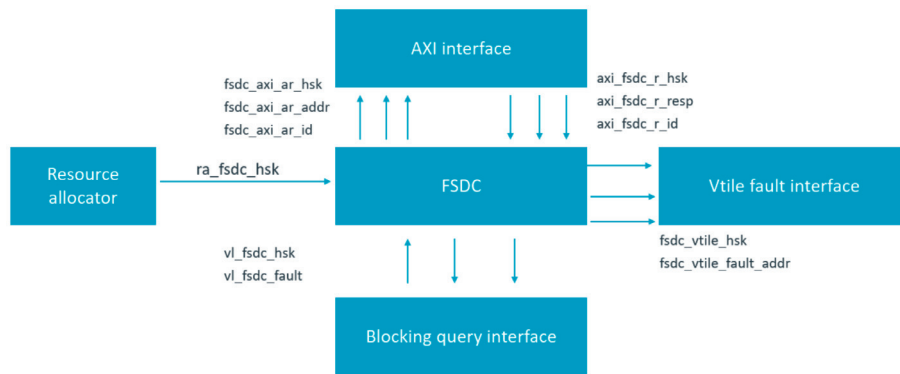 AXI interface
fsdc_axi_ar_hsk
fsdc_axi_ar_addr
fsdc_axi_ar_id
axi_fsdc_r_hsk
axi_fsdc_r_resp
axi_fsdc_r_id
Resource
allocator
ra_fsdc_hsk
FSDC
Vtile fault interface
vl_fsdc_hsk
vl_fsdc_fault
fsdc_vtile_hsk
fsdc_vtile_fault_addr
Blocking query interface